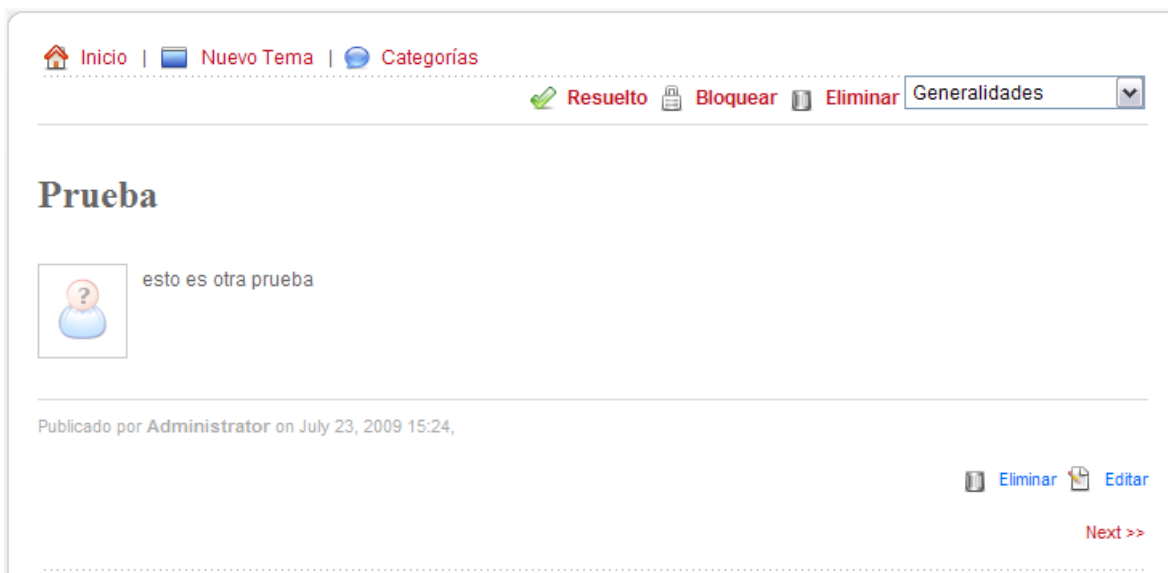 Inicio | Nuevo Tema | Categorías
Resuelto Bloquear Eliminar Generalidades
Prueba
?
esto es otra prueba
Publicado por Administrator on July 23, 2009 15:24,
Eliminar Editar
Next >>